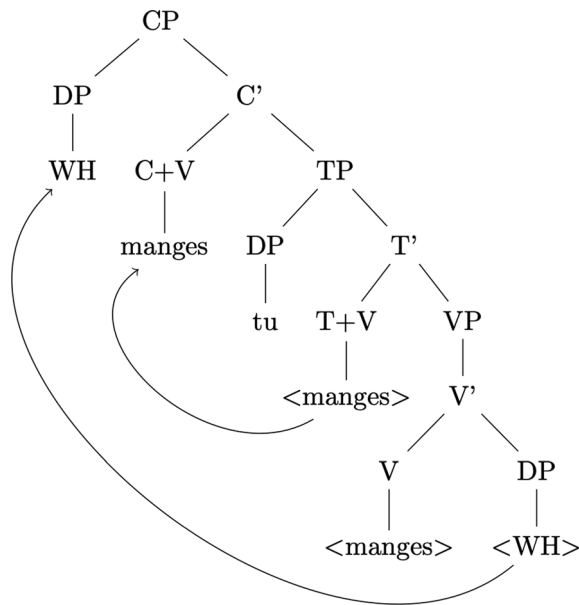 CP
DP C'
WH C+V TP
manges DP T'
tu T+V VP
<manges> V'
V DP
<manges> <WH>